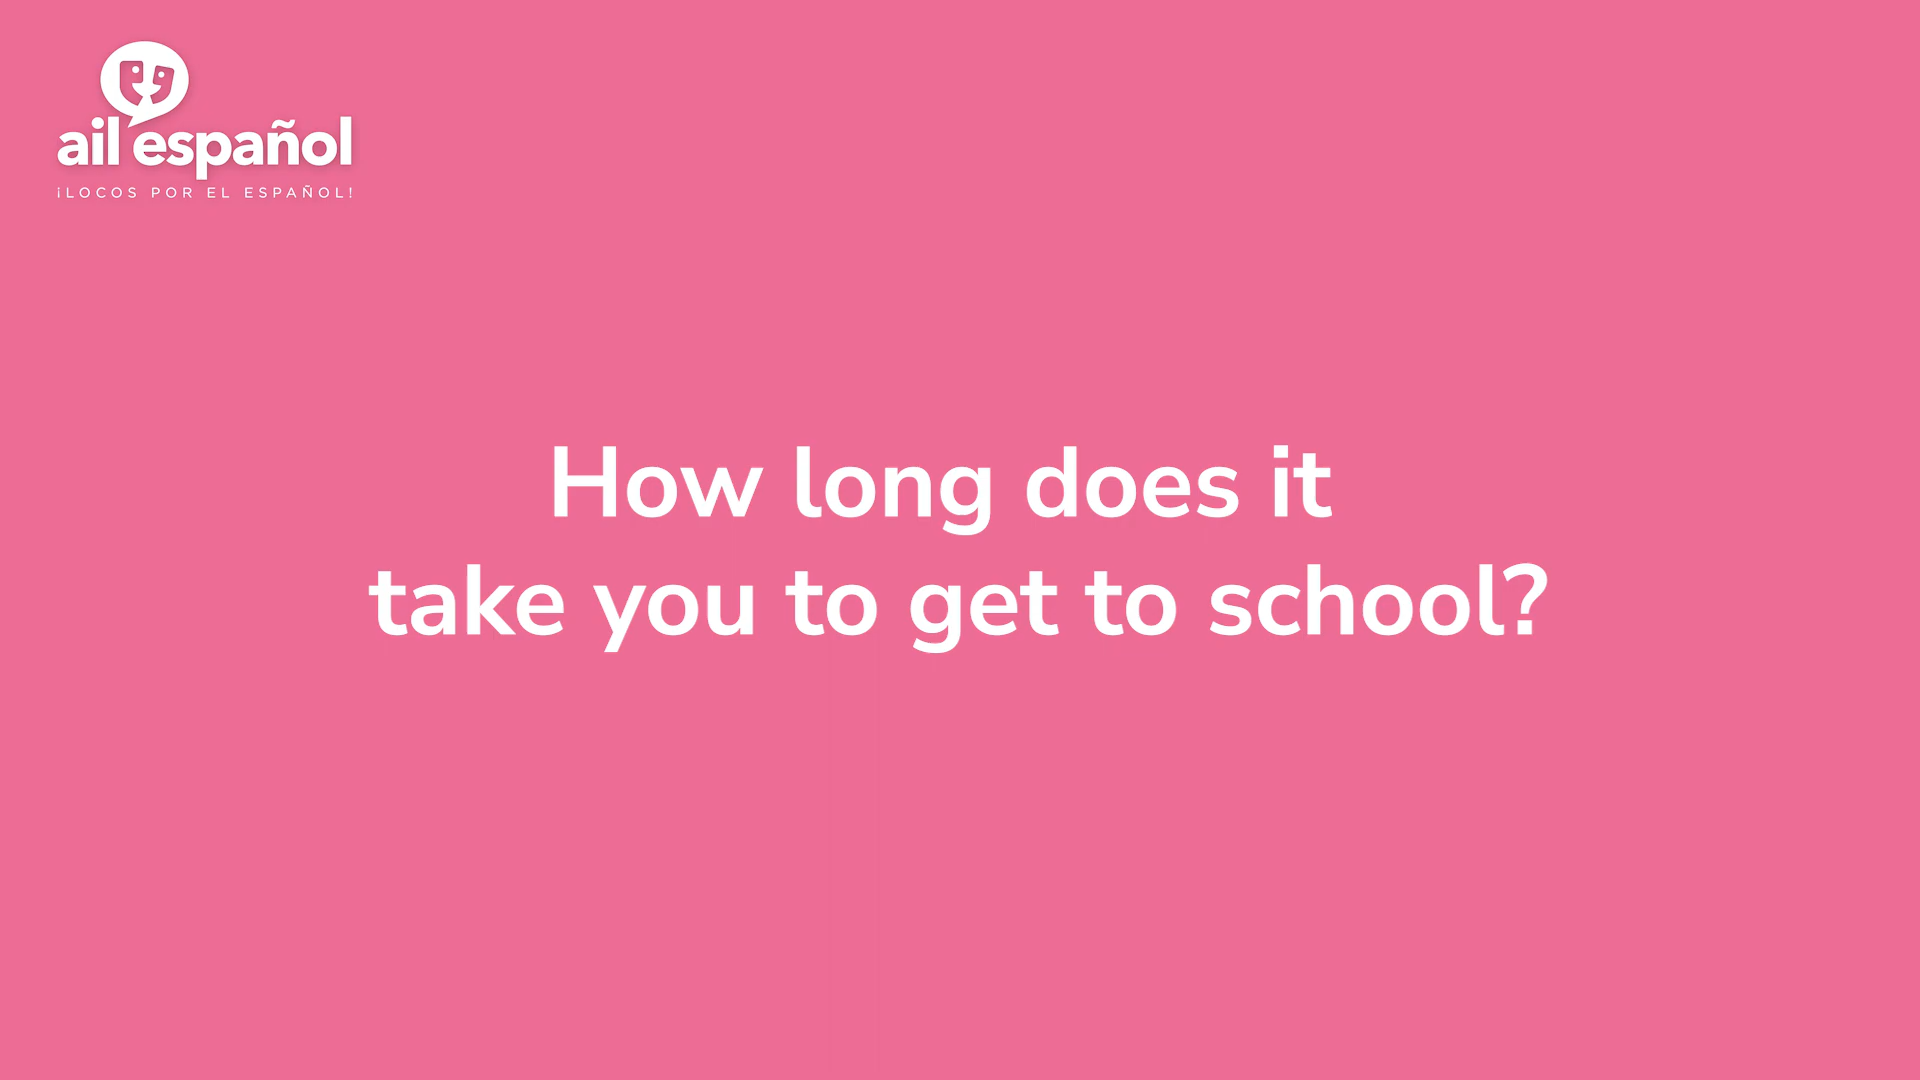 ail español
¡LOCOS POR EL ESPAÑOL!
How long does it
take you to get to school?